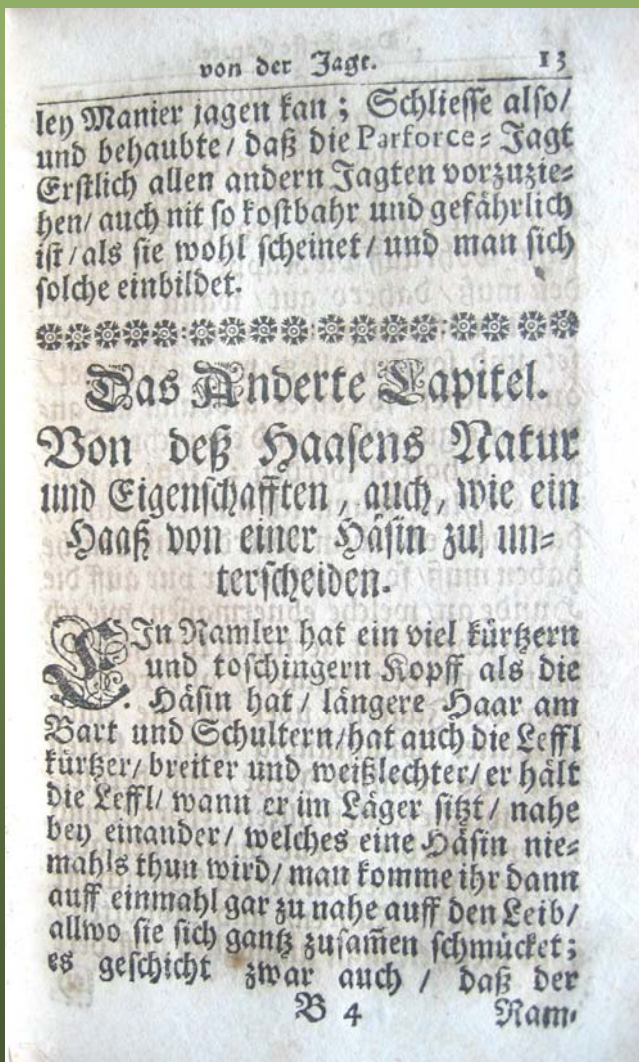 von der Jagt. 13
ley Manier jagen kan ; Schliesse also/
und behaubte/ daß die Parforce-Jagt
Erstlich allen andern Jagten vorzuzie-
hen/ auch nit so kostbahr und gefährlich
ist/ als sie wohl scheinet/ und man sich
solche einbildet.
Das Anderte Capitel.
Von deß Haasens Natur
und Eigenschafften, auch, wie ein
Haaß von einer Häsin zu un-
terscheiden.
EIn Ramler hat ein viel kürtzern
und toschingern Kopff als die
Häsin hat/ längere Haar am
Bart und Schultern/hat auch die Leffl
kürtzer/ breiter und weißlechter/ er hält
die Leffl/ wann er im Läger sitzt/ nahe
bey einander/ welches eine Häsin nie-
mahls thun wird/ man komme ihr dann
auff einmahl gar zu nahe auff den Leib/
allwo sie sich gantz zusam̃en schmücket;
es geschicht zwar auch / daß der
B 4 Ram-